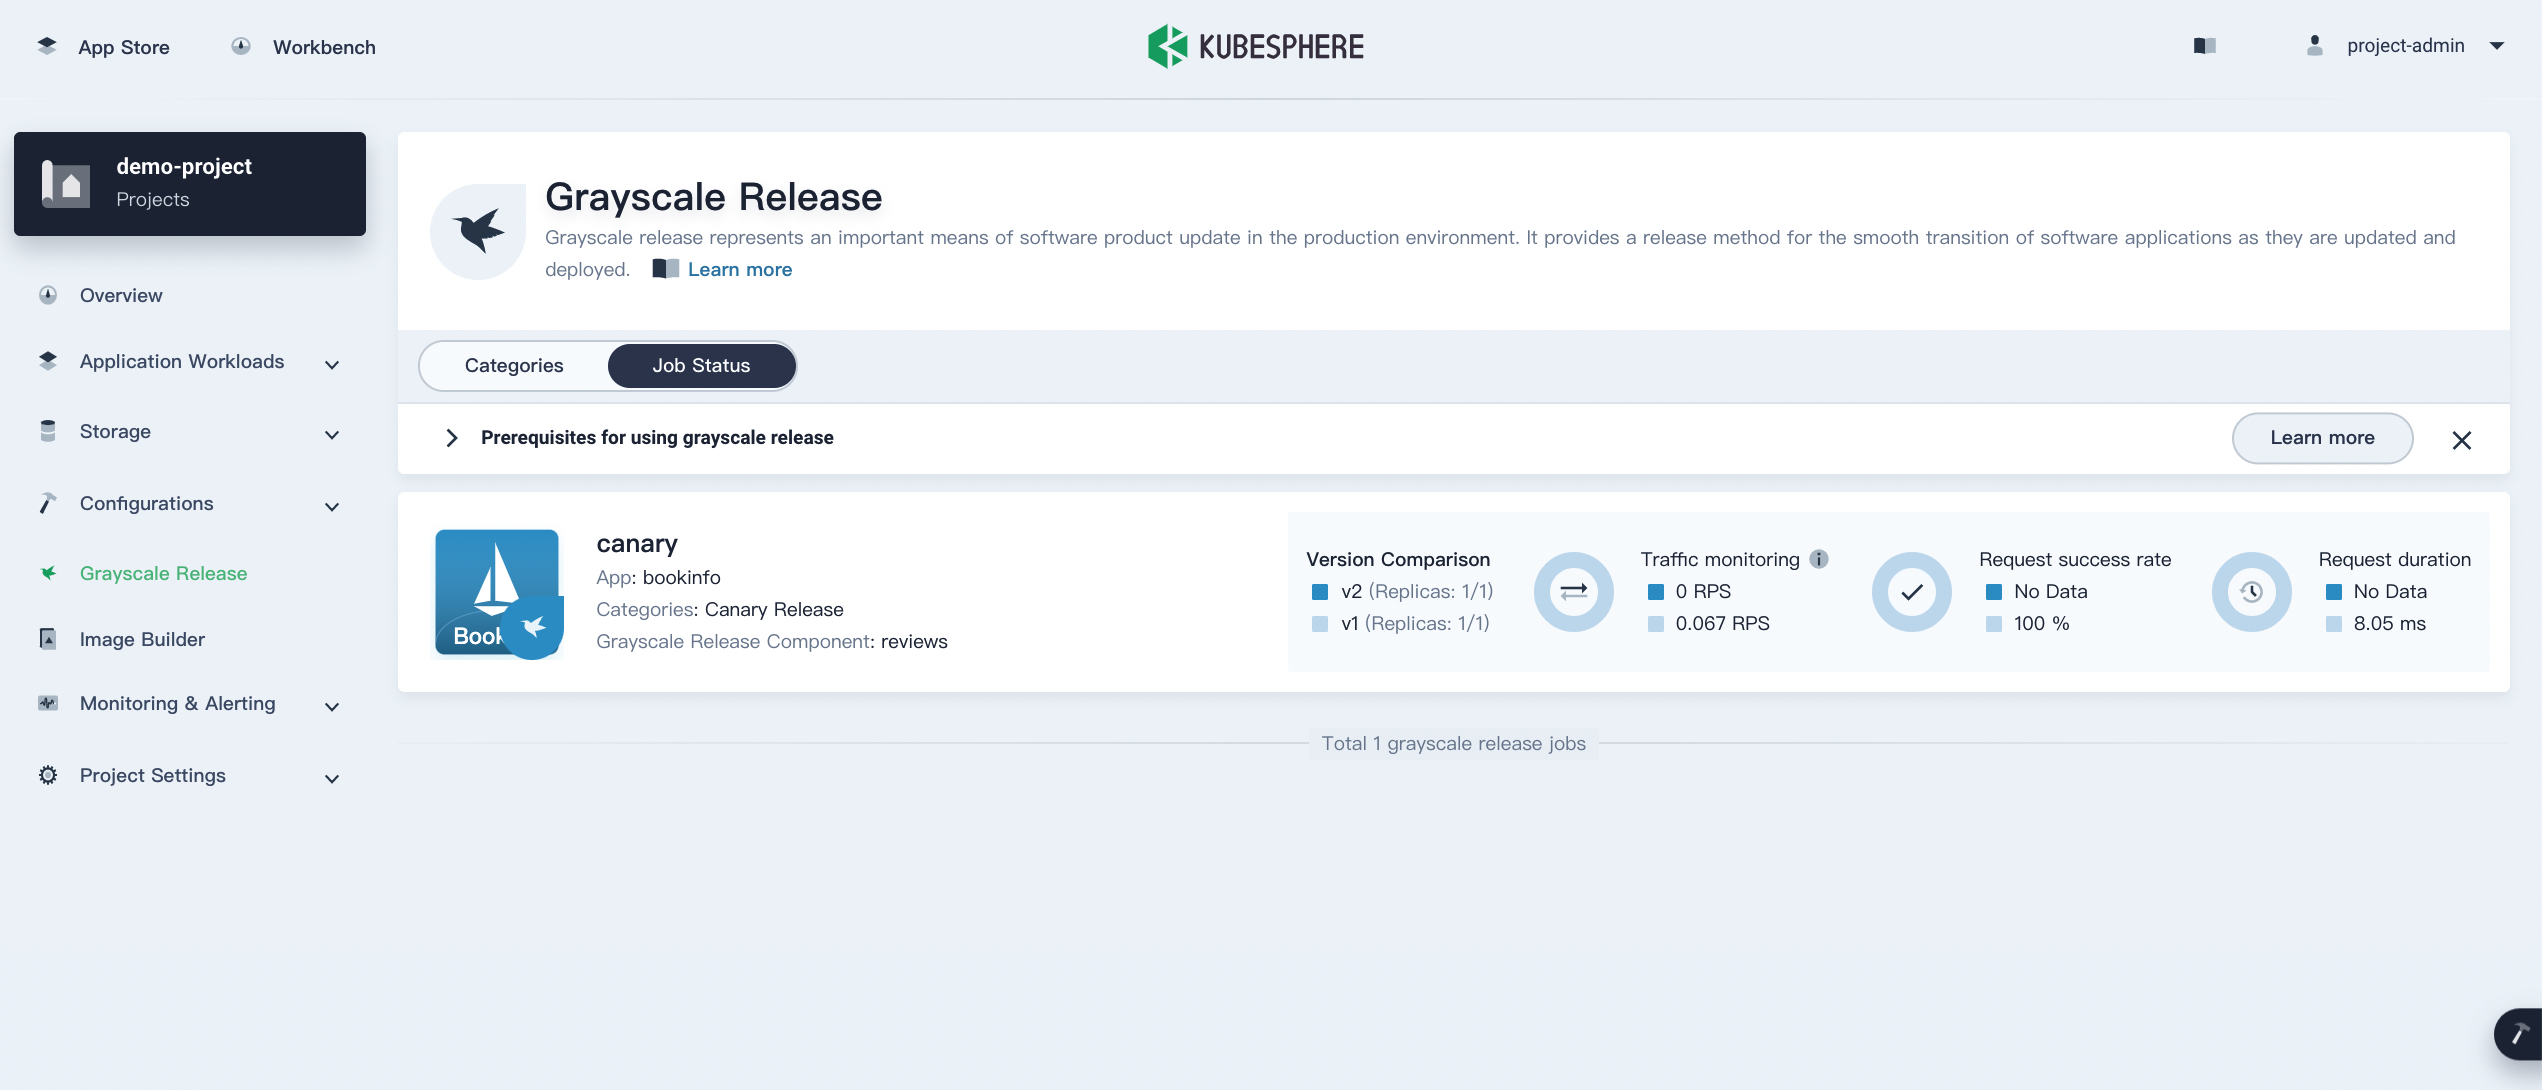 App Store
Workbench
KUBESPHERE
project-admin
demo-project
Projects
Overview
Application Workloads
Storage
Configurations
Grayscale Release
Image Builder
Monitoring & Alerting
Project Settings
Grayscale Release
Grayscale release represents an important means of software product update in the production environment. It provides a release method for the smooth transition of software applications as they are updated and
deployed. Learn more
Categories
Job Status
Prerequisites for using grayscale release
Learn more
Book
canary
App: bookinfo
Categories: Canary Release
Grayscale Release Component: reviews
Version Comparison
v2 (Replicas: 1/1)
v1 (Replicas: 1/1)
Traffic monitoring
0 RPS
0.067 RPS
Request success rate
No Data
100 %
Request duration
No Data
8.05 ms
Total 1 grayscale release jobs